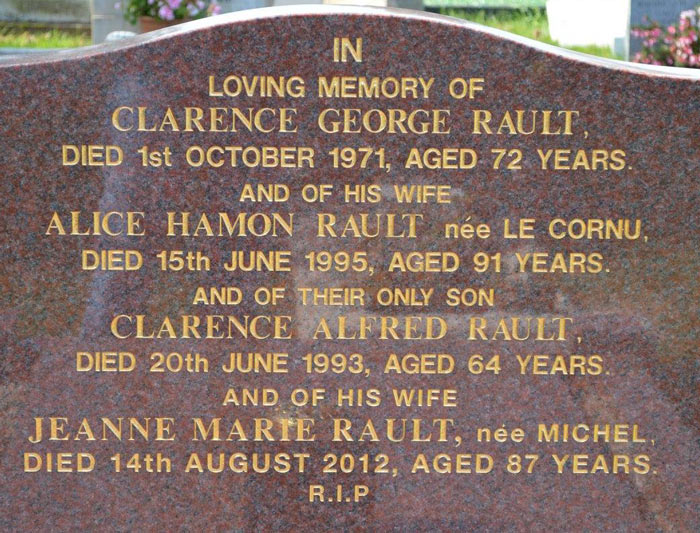 IN
LOVING MEMORY OF
CLARENCE GEORGE RAULT,
DIED 1st OCTOBER 1971, AGED 72 YEARS.
AND OF HIS WIFE
ALICE HAMON RAULT née LE CORNU,
DIED 15th JUNE 1995, AGED 91 YEARS.
AND OF THEIR ONLY SON
CLARENCE ALFRED RAULT,
DIED 20th JUNE 1993, AGED 64 YEARS.
AND OF HIS WIFE
JEANNE MARIE RAULT, née MICHEL,
DIED 14th AUGUST 2012, AGED 87 YEARS.
R.I.P